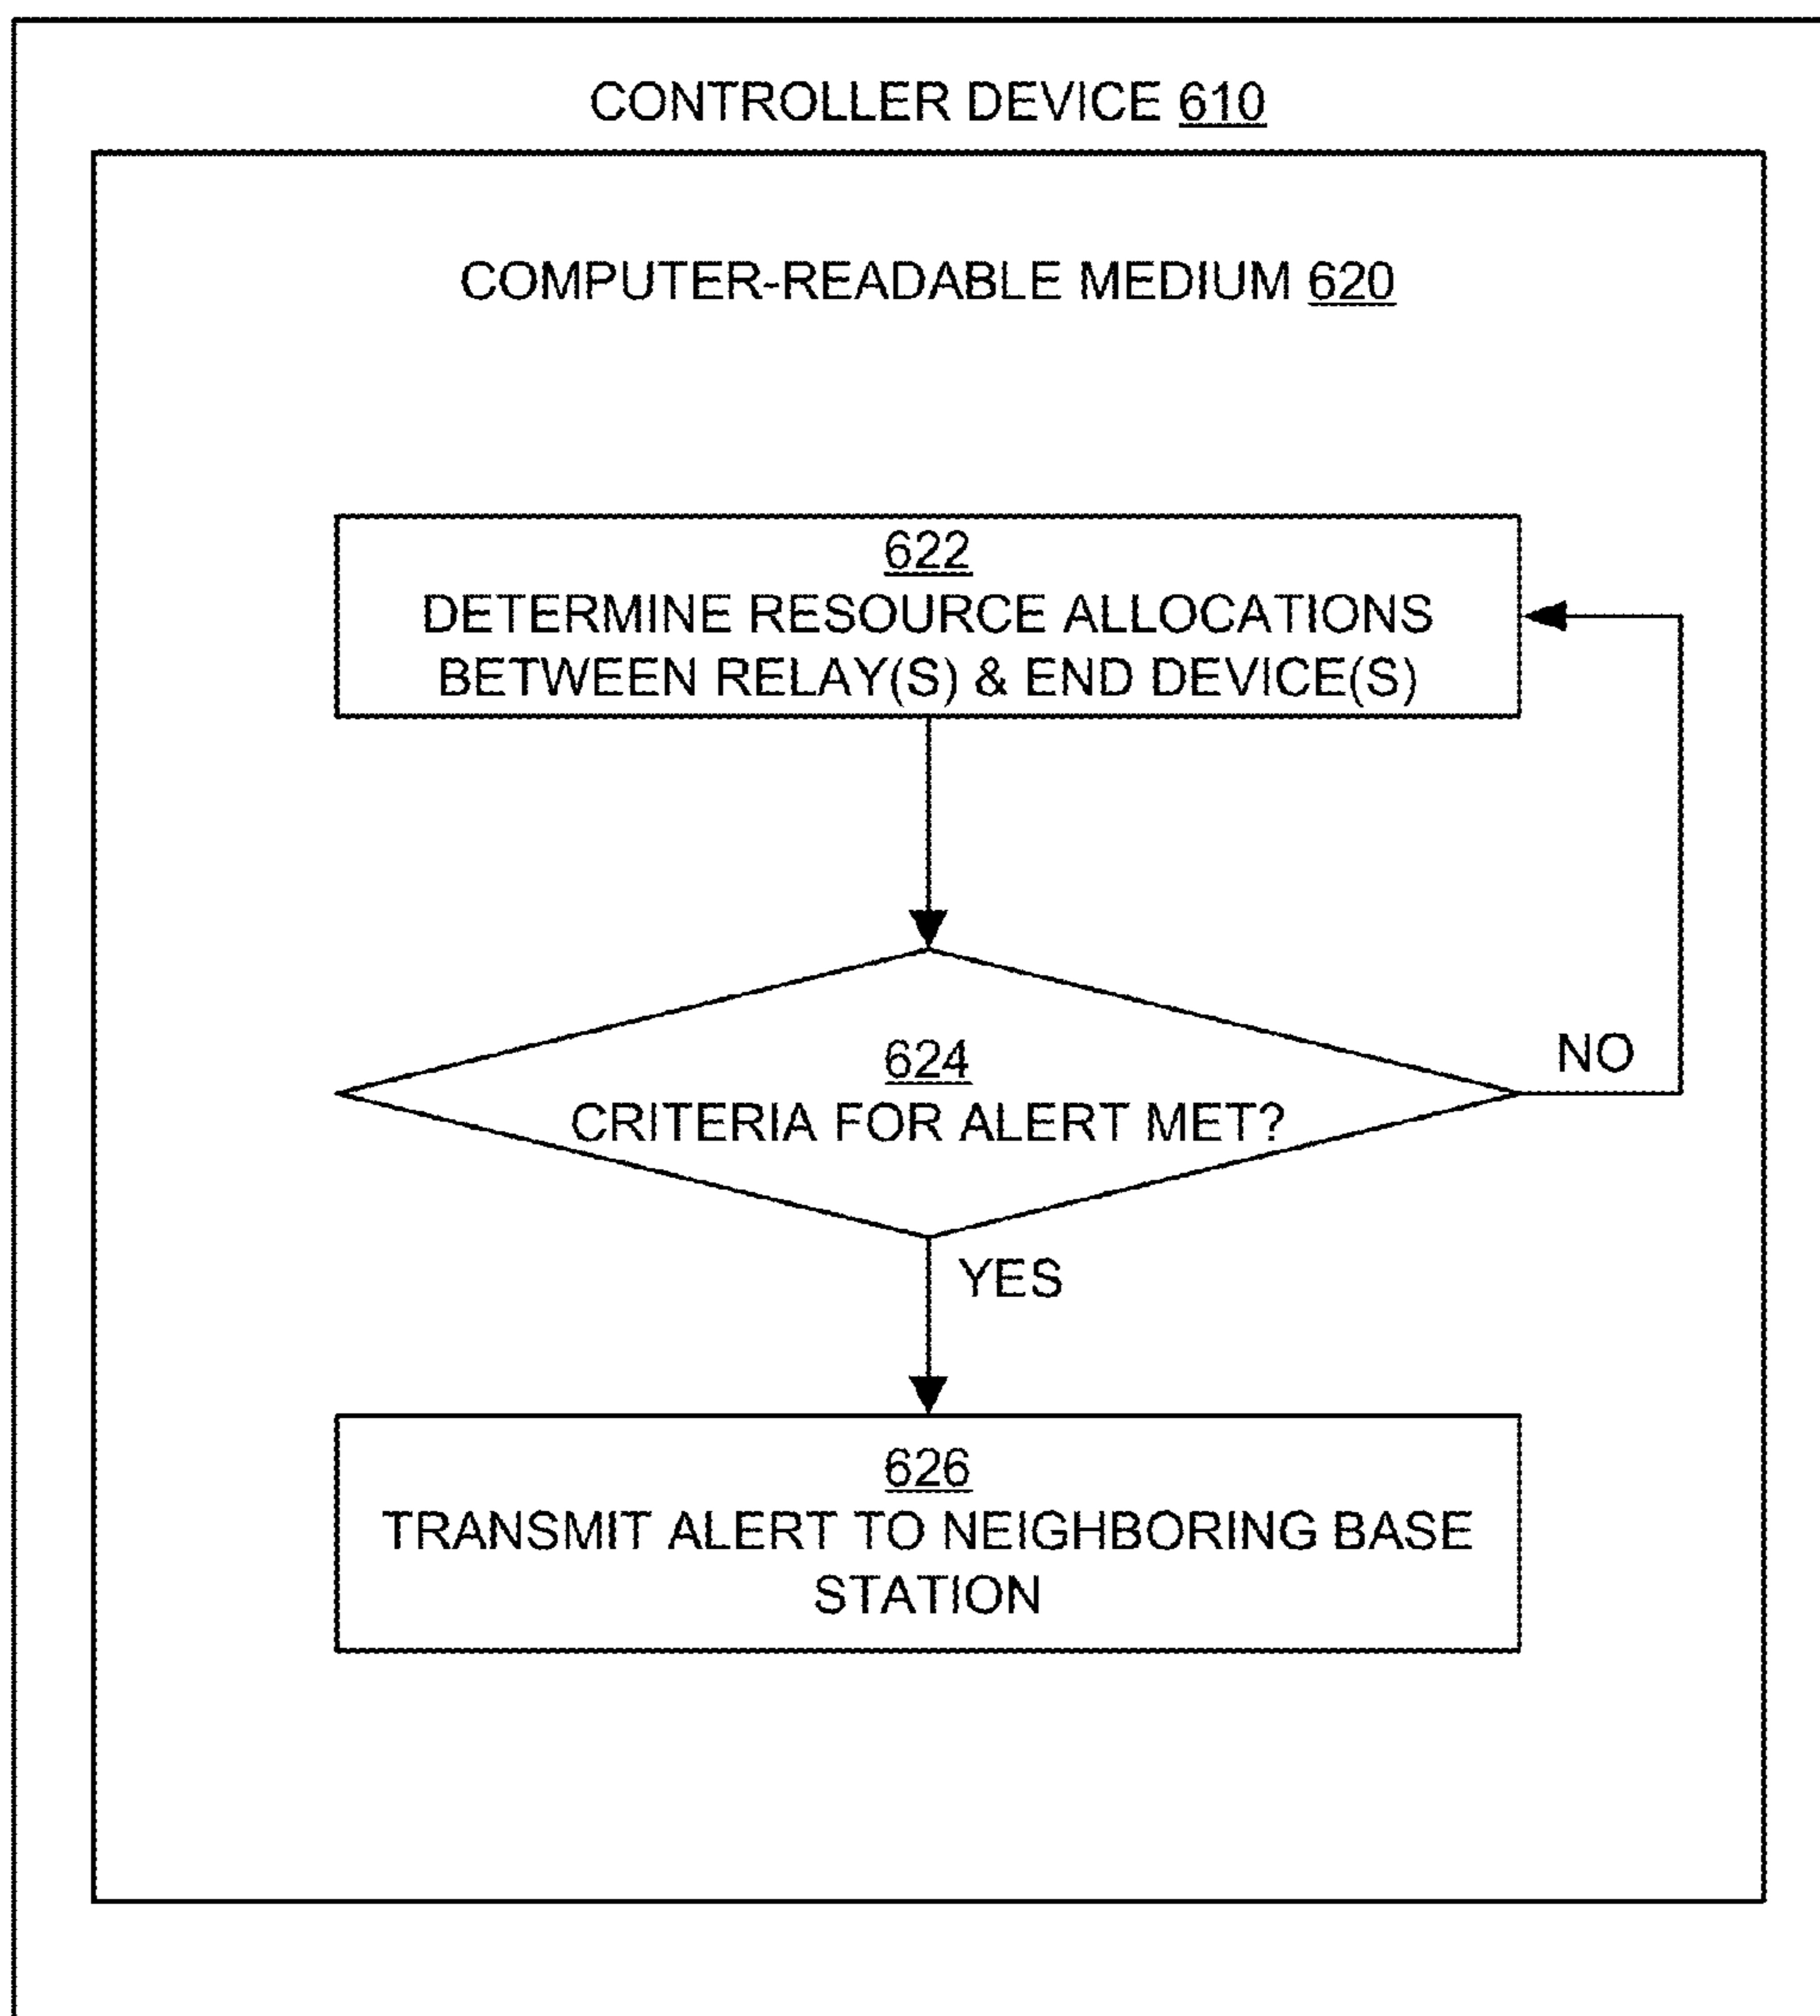 CONTROLLER DEVICE 610
COMPUTER-READABLE MEDIUM 620
622
DETERMINE RESOURCE ALLOCATIONS
BETWEEN RELAY(S) & END DEVICE(S)
624
CRITERIA FOR ALERT MET?
NO
YES
626
TRANSMIT ALERT TO NEIGHBORING BASE
STATION